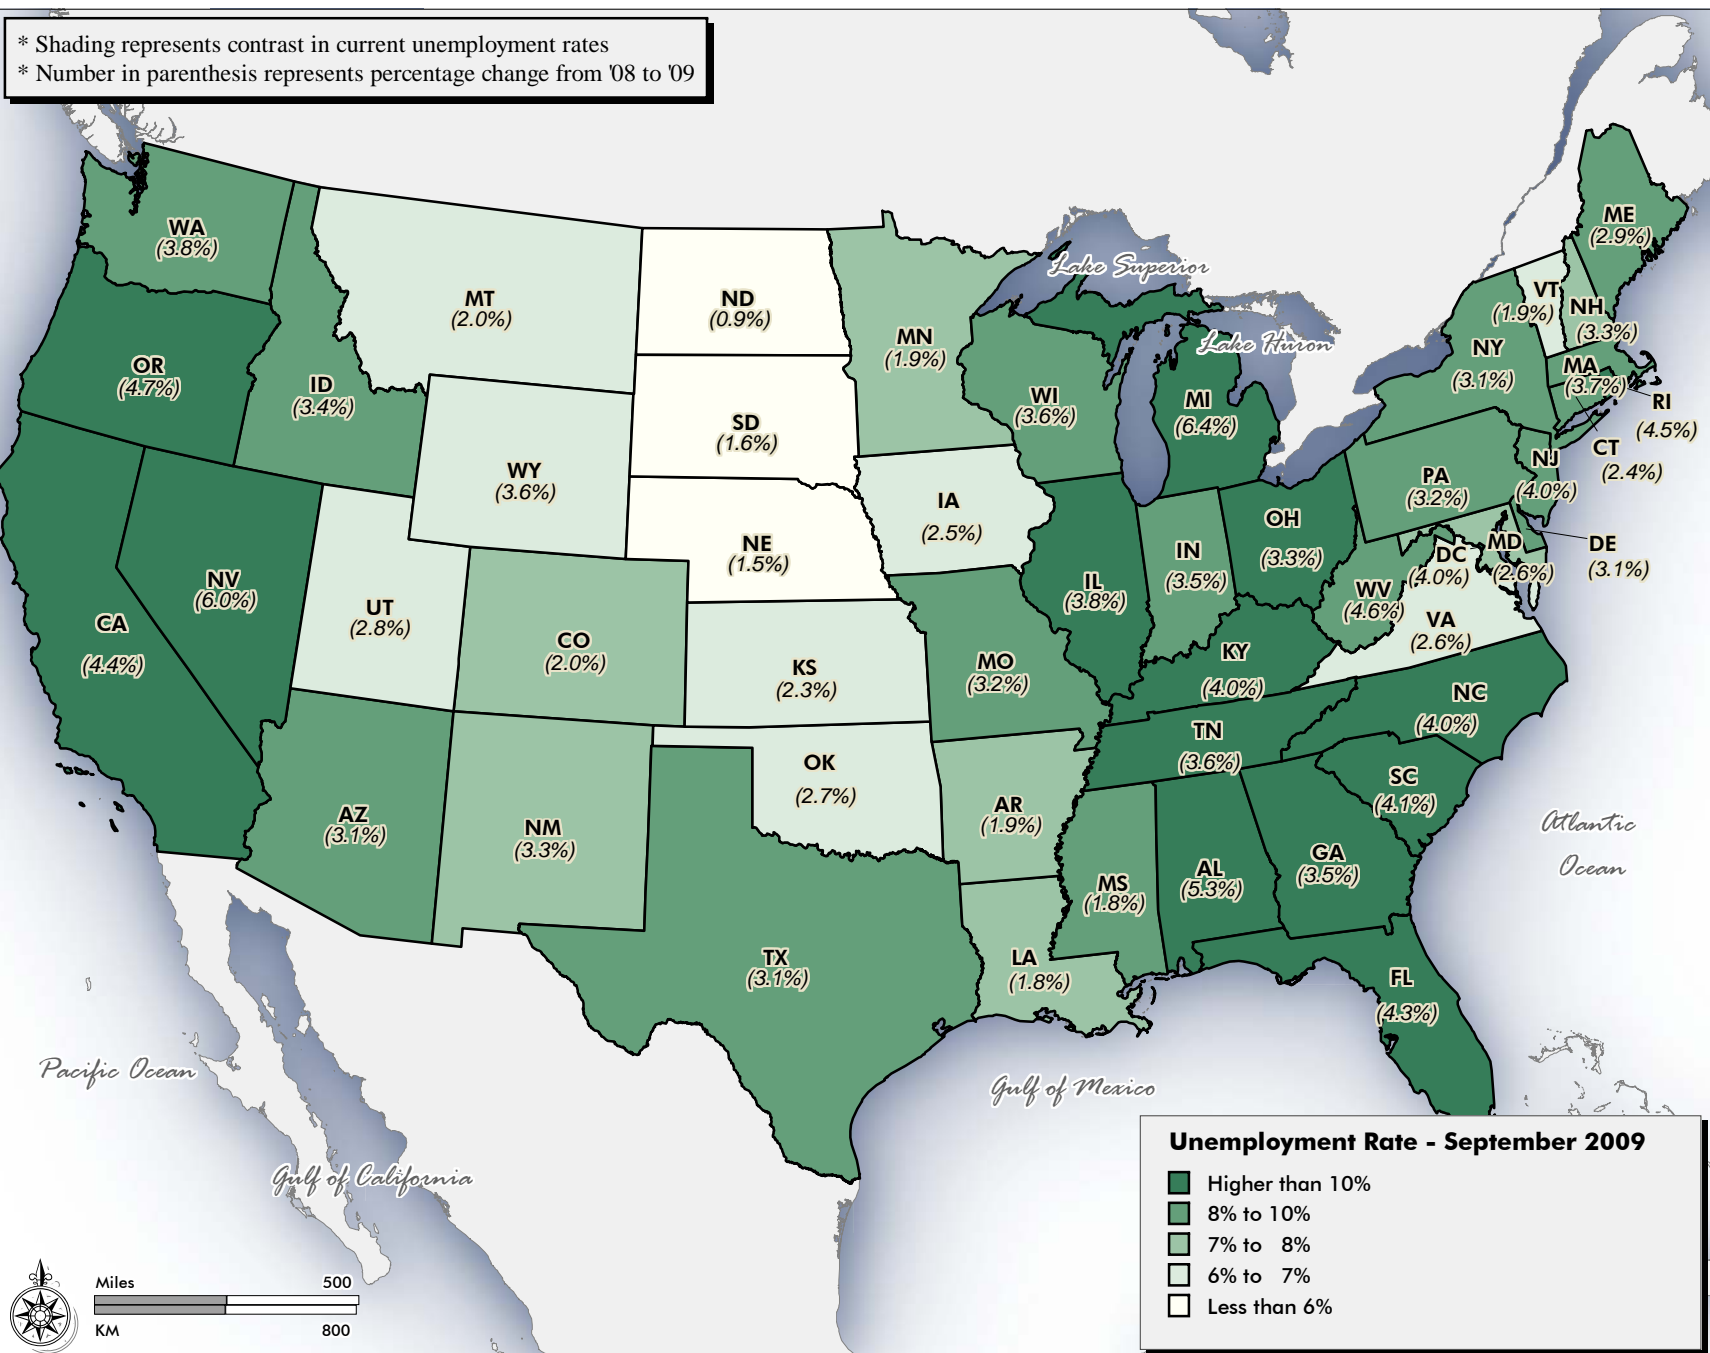 * Shading represents contrast in current unemployment rates
* Number in parenthesis represents percentage change from '08 to '09
WA
(3.8%)
OR
(4.7%)
ID
(3.4%)
MT
(2.0%)
ND
(0.9%)
MN
(1.9%)
Lake Superior
Lake Huron
ME
(2.9%)
VT
(1.9%)
NH
(3.3%)
NY
(3.1%)
MA
(3.7%)
RI
(4.5%)
CT
(2.4%)
WI
(3.6%)
MI
(6.4%)
SD
(1.6%)
WY
(3.6%)
IA
(2.5%)
NE
(1.5%)
PA
(3.2%)
NJ
(4.0%)
OH
(3.3%)
IN
(3.5%)
IL
(3.8%)
DC
(4.0%)
MD
(2.6%)
DE
(3.1%)
WV
(4.6%)
VA
(2.6%)
NV
(6.0%)
UT
(2.8%)
CA
(4.4%)
CO
(2.0%)
KS
(2.3%)
MO
(3.2%)
KY
(4.0%)
NC
(4.0%)
TN
(3.6%)
SC
(4.1%)
OK
(2.7%)
AR
(1.9%)
AZ
(3.1%)
NM
(3.3%)
MS
(1.8%)
AL
(5.3%)
GA
(3.5%)
Atlantic
Ocean
TX
(3.1%)
LA
(1.8%)
FL
(4.3%)
Pacific Ocean
Gulf of Mexico
Gulf of California
Unemployment Rate - September 2009
Higher than 10%
8% to 10%
7% to 8%
6% to 7%
Less than 6%
Miles 500
KM 800